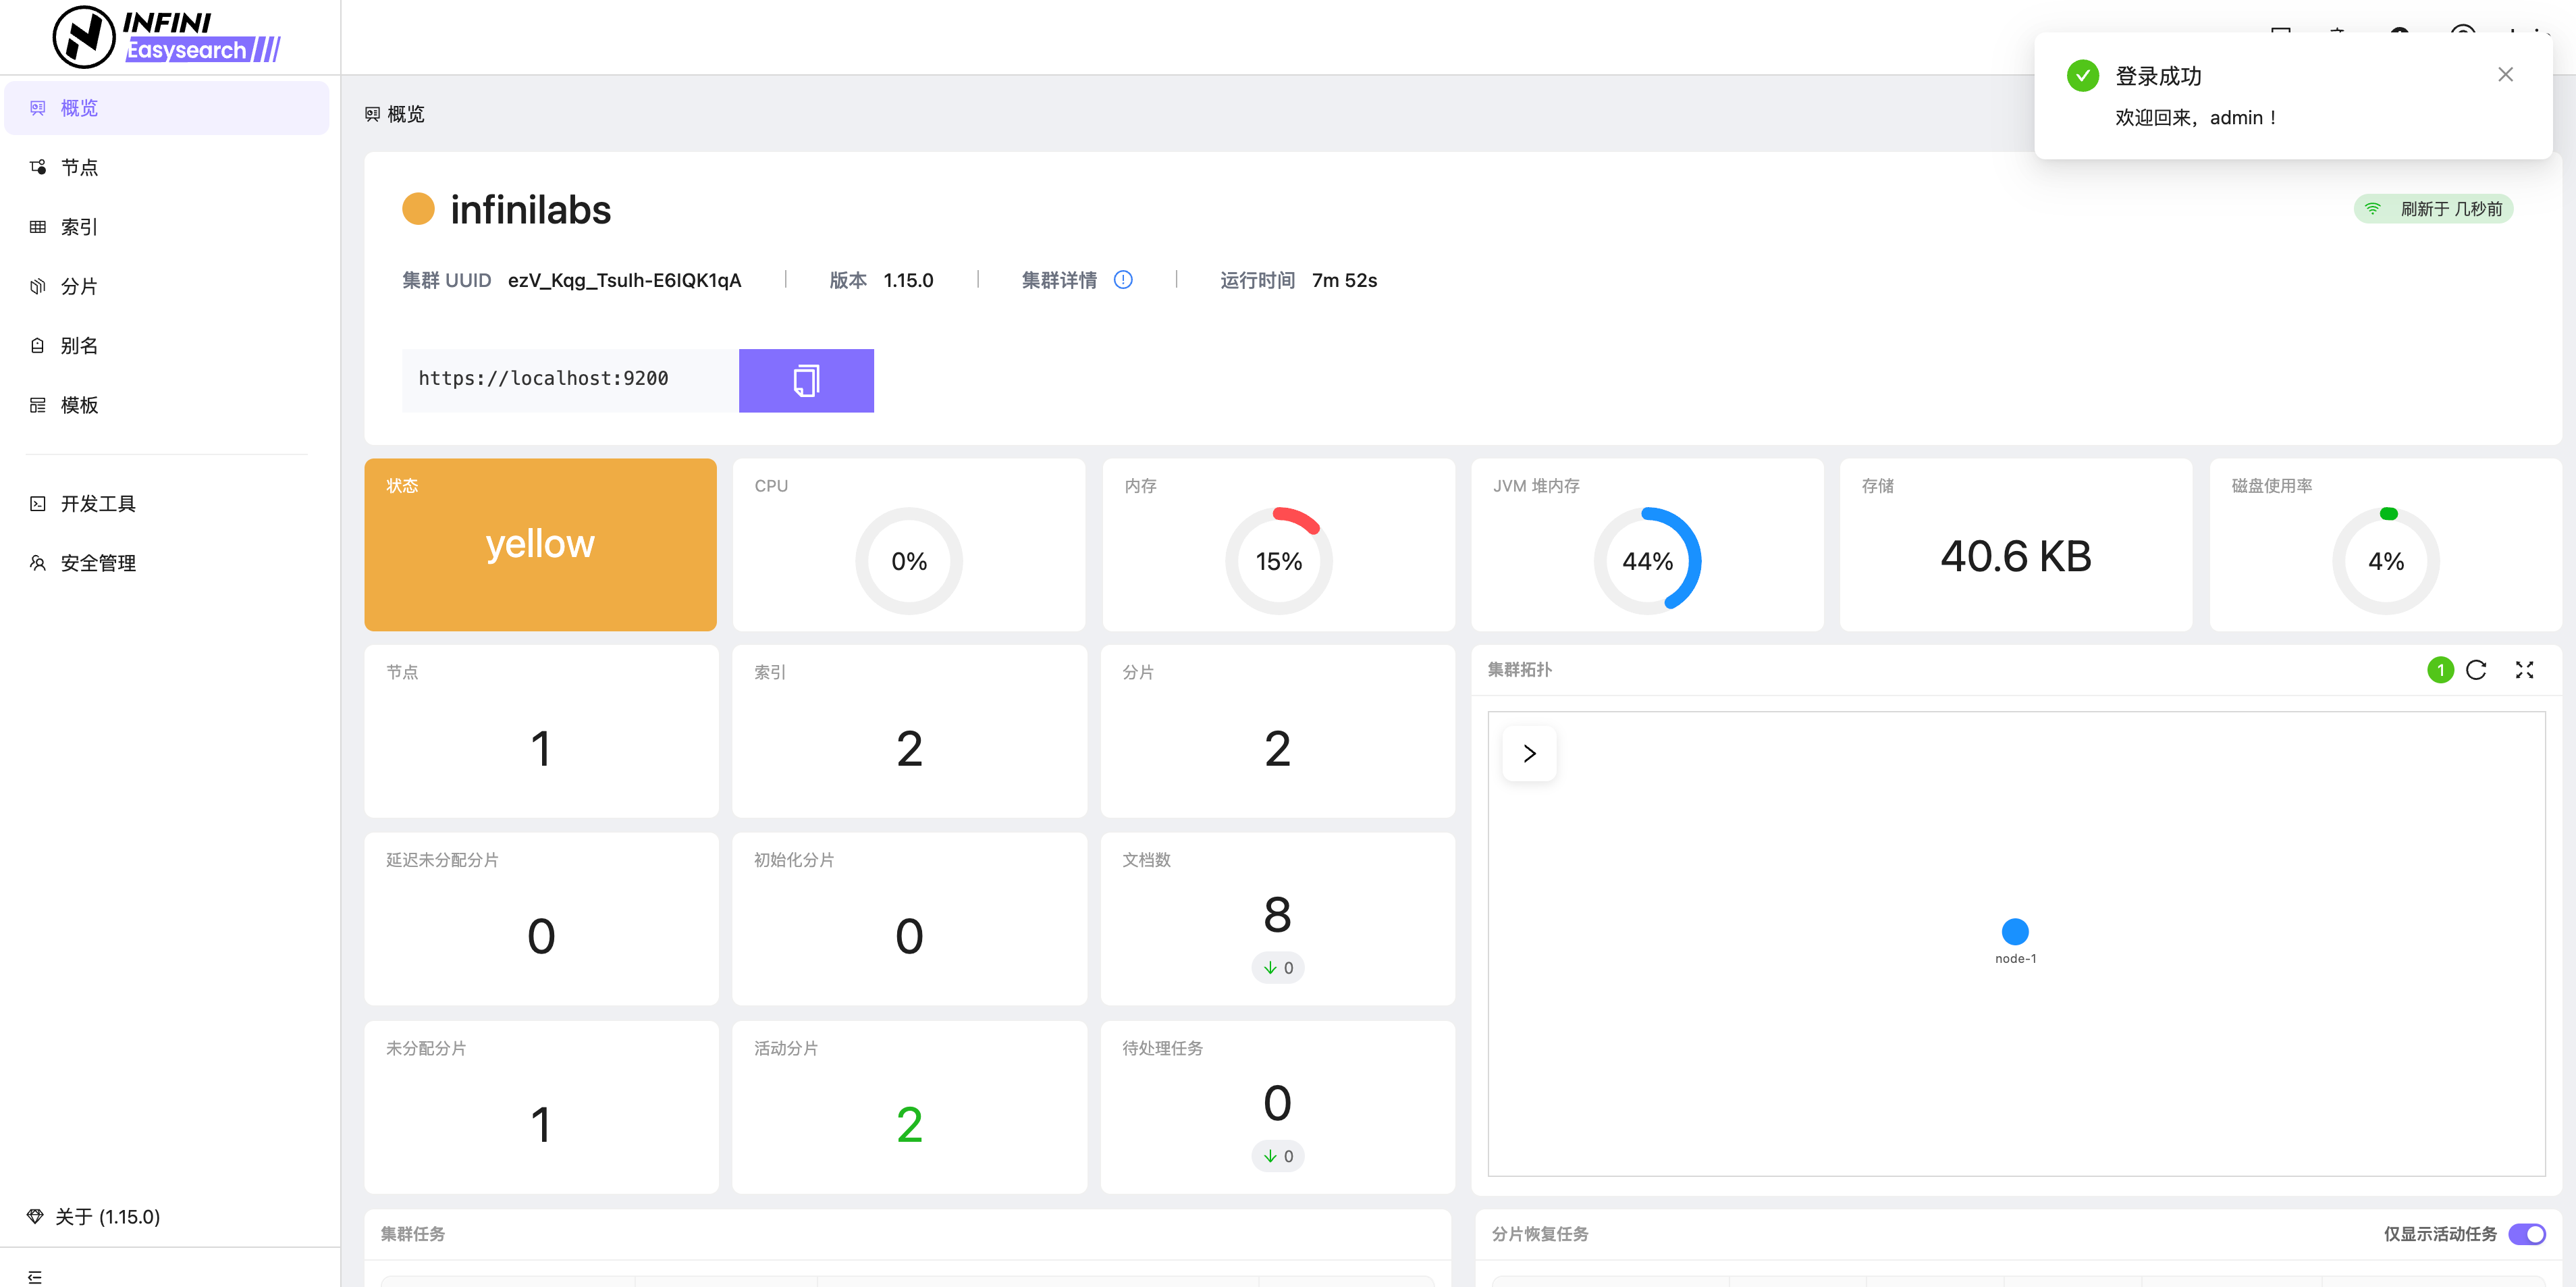 INFINI
Easysearch
概览
节点
索引
分片
别名
模板
开发工具
安全管理
关于 (1.15.0)
登录成功
欢迎回来，admin！
概览
infinilabs
刷新于 几秒前
集群 UUID ezV_Kqg_TsuIh-E6IQK1qA 版本 1.15.0 集群详情 运行时间 7m 52s
https://localhost:9200
状态
yellow
CPU
0%
内存
15%
JVM 堆内存
44%
存储
40.6 KB
磁盘使用率
4%
节点
1
索引
2
分片
2
延迟未分配分片
0
初始化分片
0
文档数
8
0
未分配分片
1
活动分片
2
待处理任务
0
0
集群拓扑
1
node-1
集群任务
分片恢复任务
仅显示活动任务